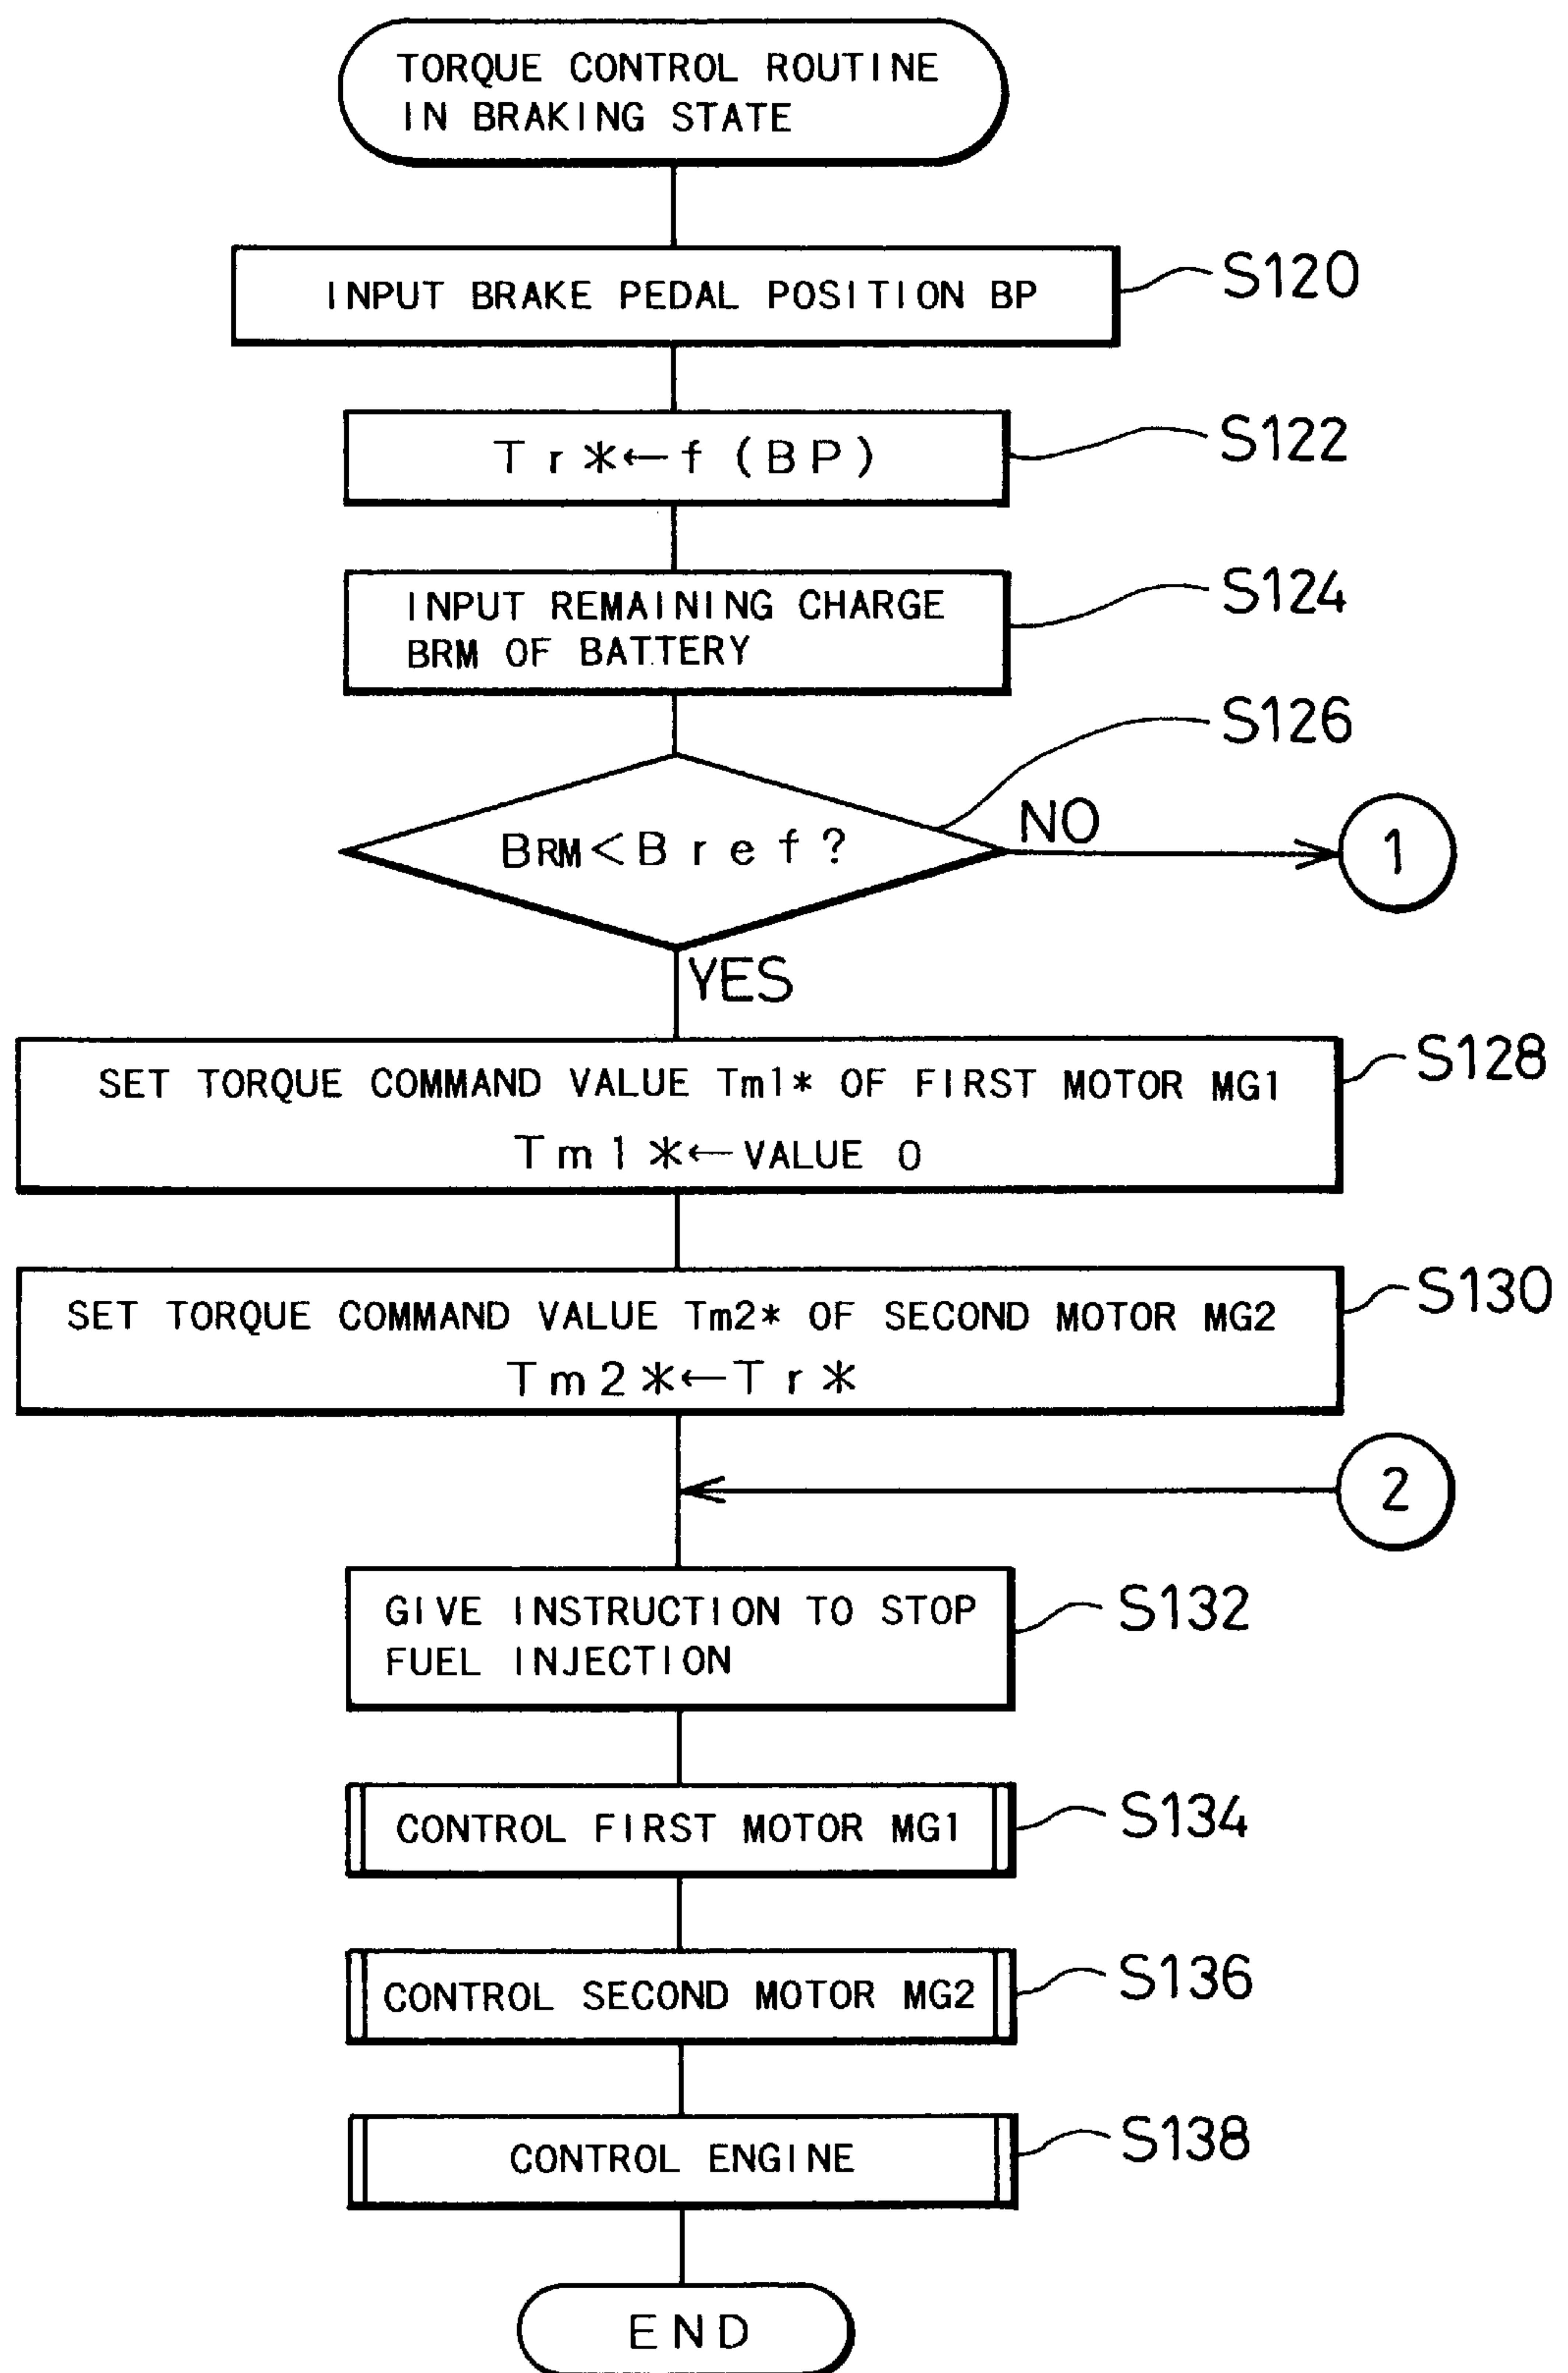 TORQUE CONTROL ROUTINE
IN BRAKING STATE
INPUT BRAKE PEDAL POSITION BP
S120
Tr*←f(BP)
S122
INPUT REMAINING CHARGE
BRM OF BATTERY
S124
S126
BRM<Bref?
NO
1
YES
SET TORQUE COMMAND VALUE Tm1* OF FIRST MOTOR MG1
Tm1*←VALUE 0
S128
SET TORQUE COMMAND VALUE Tm2* OF SECOND MOTOR MG2
Tm2*←Tr*
S130
2
GIVE INSTRUCTION TO STOP
FUEL INJECTION
S132
CONTROL FIRST MOTOR MG1
S134
CONTROL SECOND MOTOR MG2
S136
CONTROL ENGINE
S138
END